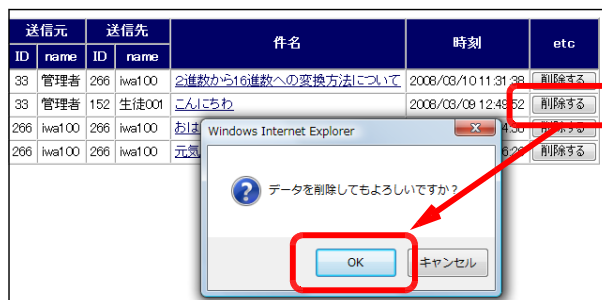 送信元 送信先 件名 時刻 etc
ID name ID name
33 管理者 266 iwa100 2進数から16進数への変換方法について 2008/03/10 11:31:38 削除する
33 管理者 152 生徒001 こんにちわ 2008/03/09 12:49:52 削除する
266 iwa100 266 iwa100 おは 削除する
266 iwa100 266 iwa100 元気 削除する
Windows Internet Explorer
データを削除してもよろしいですか?
OK キャンセル